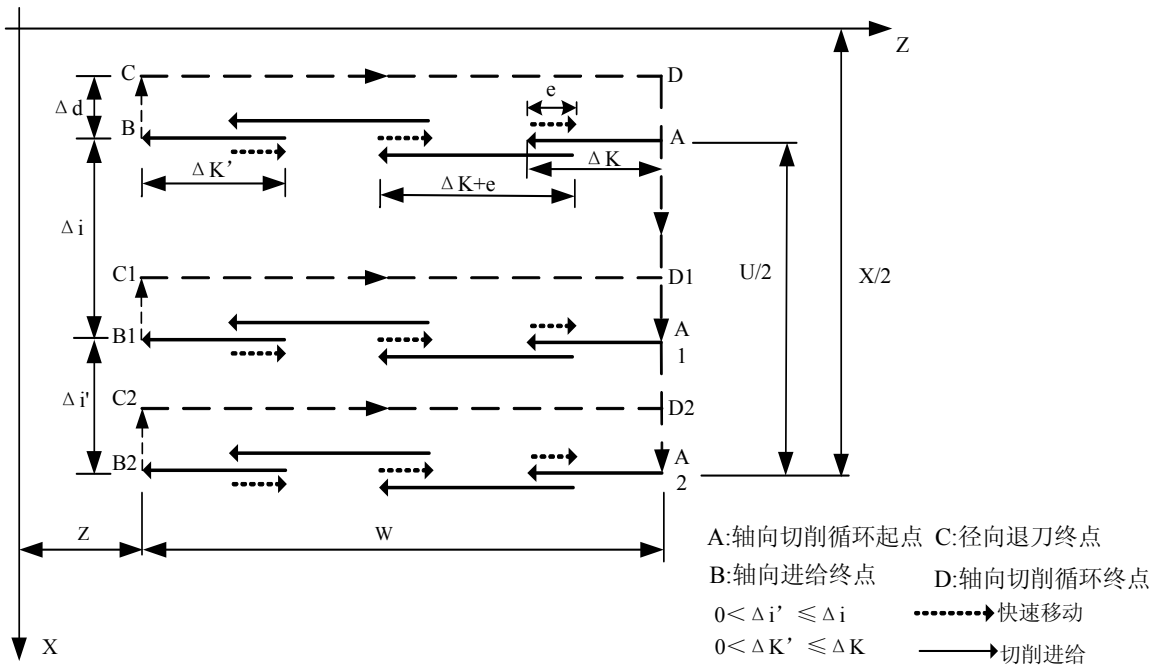 Z
C
D
e
Δd
B
A
ΔK
ΔK’
ΔK+e
Δi
C1
D1
U/2
X/2
B1
A
1
Δi'
C2
D2
B2
A
2
Z
W
A:轴向切削循环起点 C:径向退刀终点
B:轴向进给终点 D:轴向切削循环终点
0<Δi’≤Δi 快速移动
0<ΔK’≤ΔK 切削进给
X